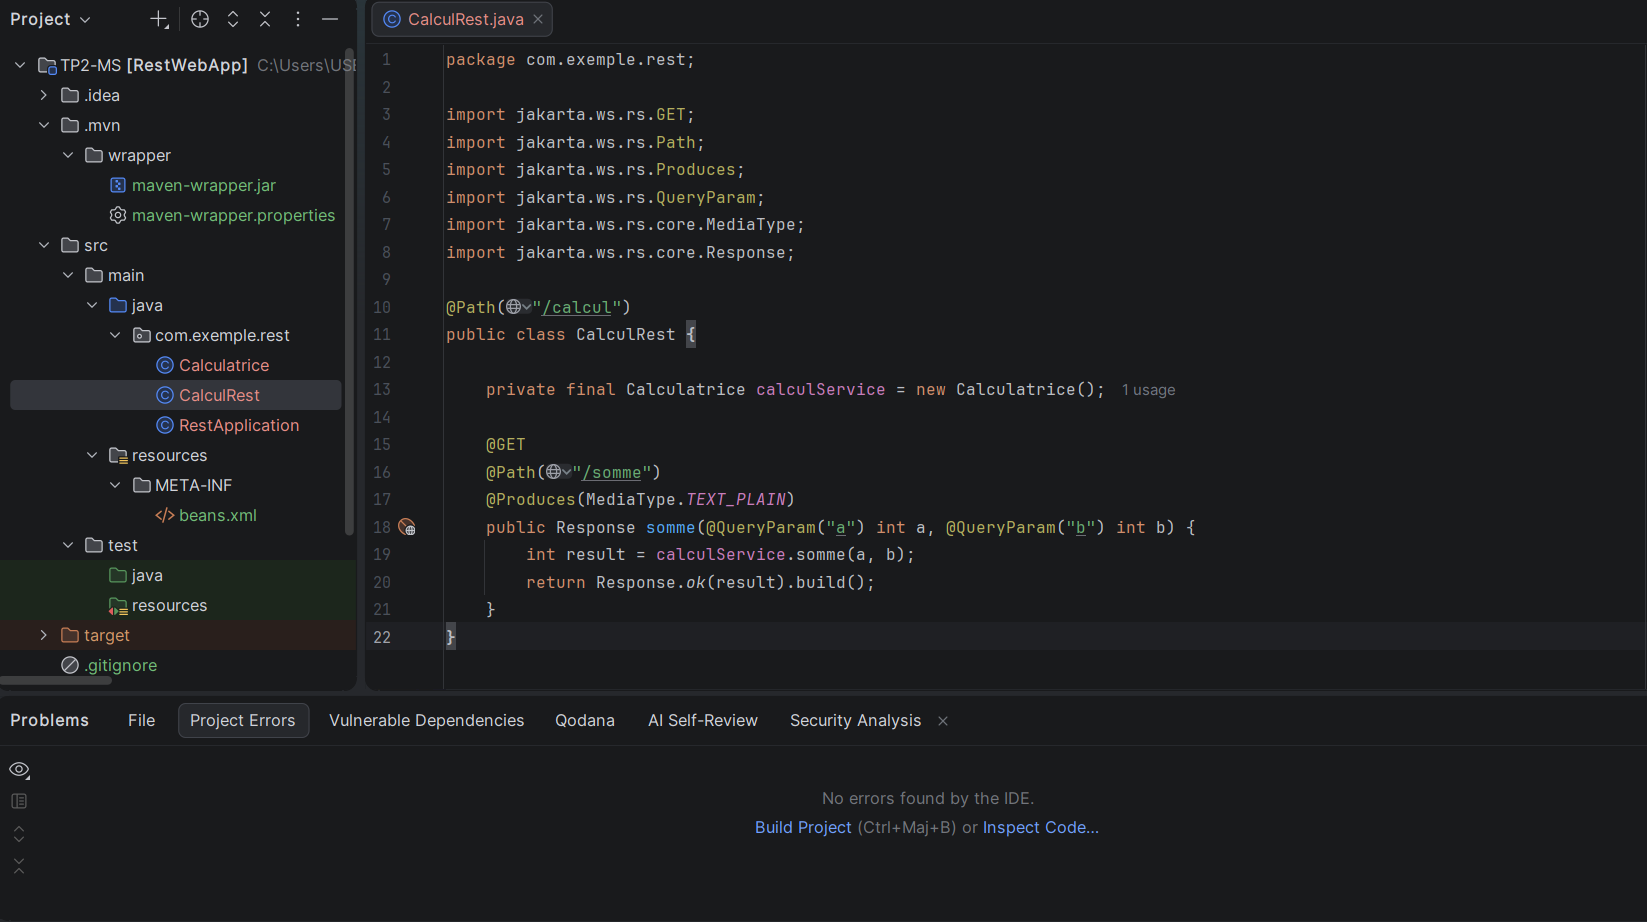 Project
CalculRest.java
TP2-MS [RestWebApp] C:\Users\USE
.idea
.mvn
wrapper
maven-wrapper.jar
maven-wrapper.properties
src
main
java
com.exemple.rest
Calculatrice
CalculRest
RestApplication
resources
META-INF
beans.xml
test
java
resources
target
.gitignore
1 package com.exemple.rest;
2
3 import jakarta.ws.rs.GET;
4 import jakarta.ws.rs.Path;
5 import jakarta.ws.rs.Produces;
6 import jakarta.ws.rs.QueryParam;
7 import jakarta.ws.rs.core.MediaType;
8 import jakarta.ws.rs.core.Response;
9
10 @Path("/calcul")
11 public class CalculRest {
12
13 private final Calculatrice calculService = new Calculatrice(); 1 usage
14
15 @GET
16 @Path("/somme")
17 @Produces(MediaType.TEXT_PLAIN)
18 public Response somme(@QueryParam("a") int a, @QueryParam("b") int b) {
19 int result = calculService.somme(a, b);
20 return Response.ok(result).build();
21 }
22 }
Problems File Project Errors Vulnerable Dependencies Qodana AI Self-Review Security Analysis
No errors found by the IDE.
Build Project (Ctrl+Maj+B) or Inspect Code...